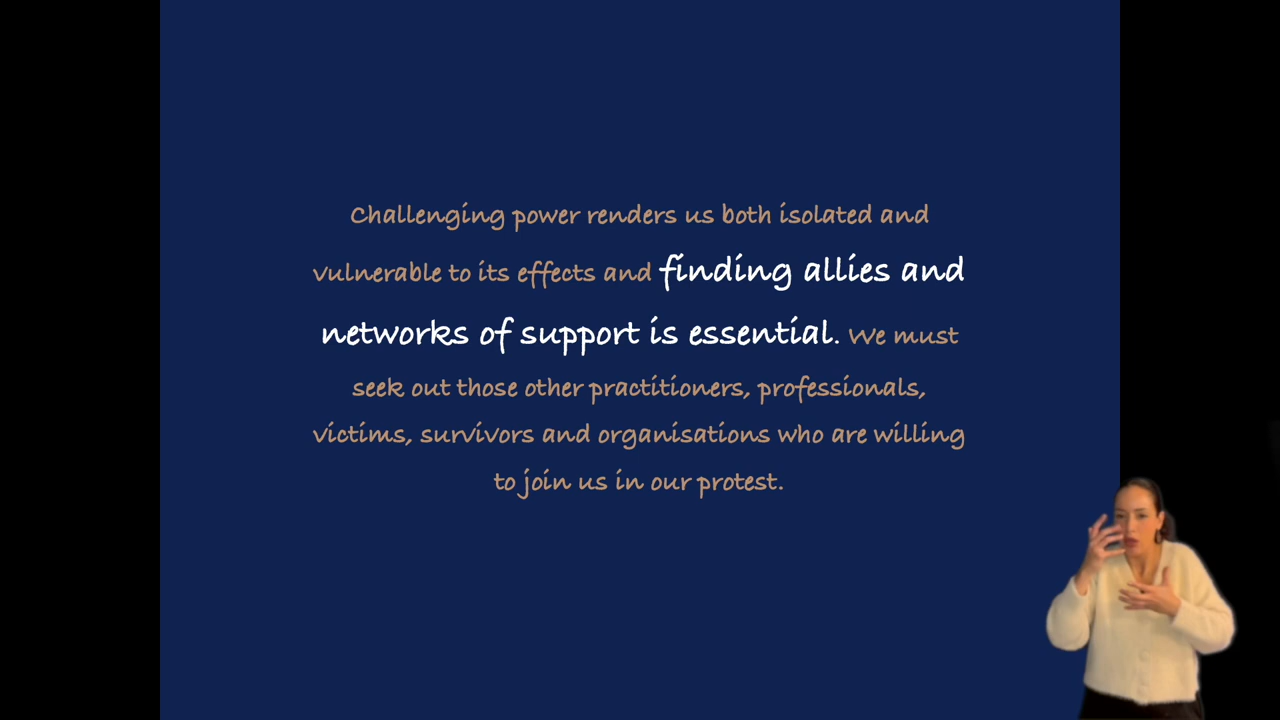 Challenging power renders us both isolated and
vulnerable to its effects and finding allies and
networks of support is essential. We must
seek out those other practitioners, professionals,
victims, survivors and organisations who are willing
to join us in our protest.